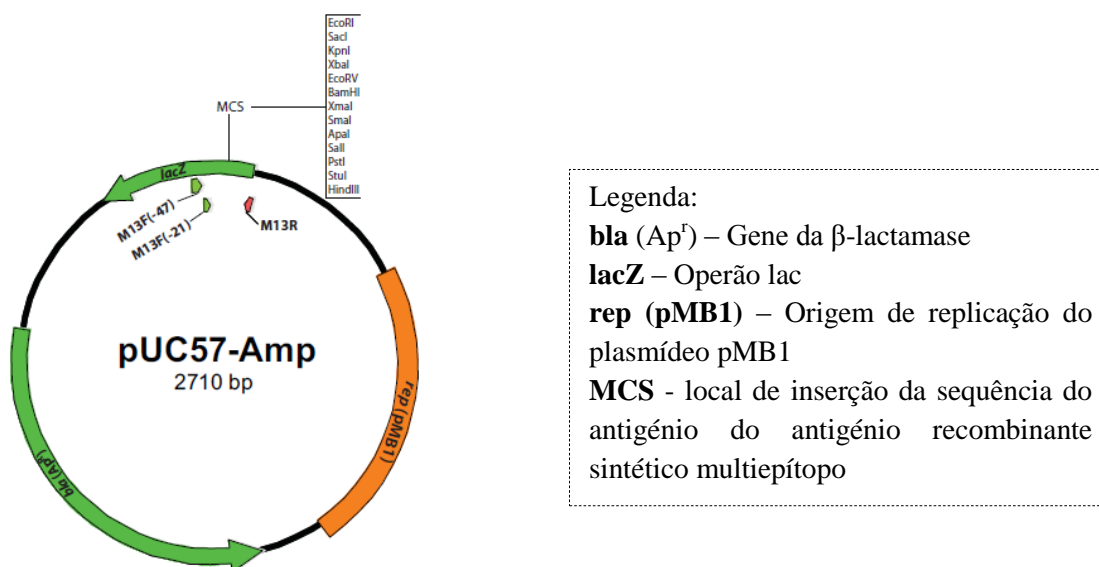 EcoRI
SacI
KpnI
XbaI
EcoRV
BamHI
XmaI
SmaI
ApaI
SalI
PstI
StuI
HindIII
MCS
lacZ
M13F(-47)
M13F(-21)
M13R
pUC57-Amp
2710 bp
rep (pMB1)
bla (ApR)
Legenda:
bla (Apr) – Gene da β-lactamase
lacZ – Operão lac
rep (pMB1) – Origem de replicação do
plasmídeo pMB1
MCS - local de inserção da sequência do
antigénio do antigénio recombinante
sintético multiepítopo